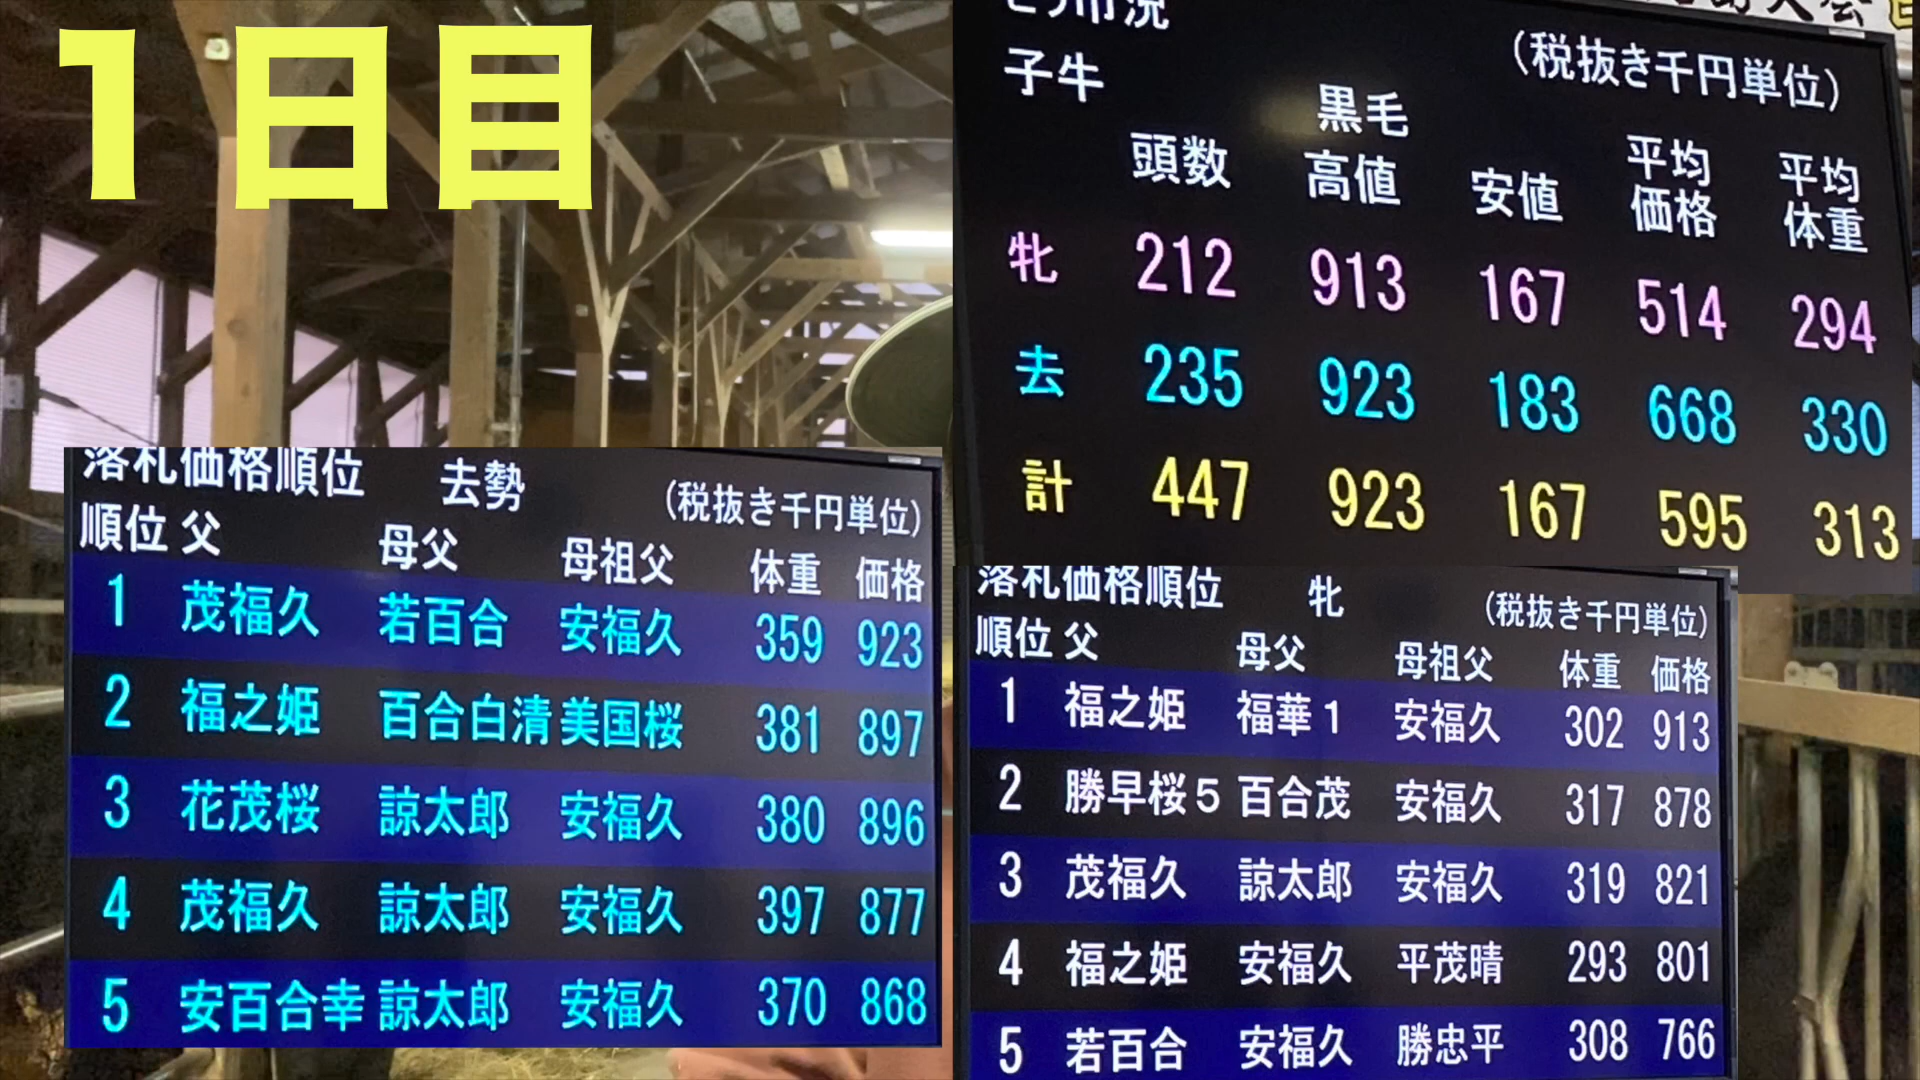 1日目
セリ市況
子牛
(税抜き千円単位)
黒毛
頭数 高値 安値 平均価格 平均体重
牝 212 913 167 514 294
去 235 923 183 668 330
計 447 923 167 595 313
落札価格順位 去勢 (税抜き千円単位)
順位 父 母父 母祖父 体重 価格
1 茂福久 若百合 安福久 359 923
2 福之姫 百合白清 美国桜 381 897
3 花茂桜 諒太郎 安福久 380 896
4 茂福久 諒太郎 安福久 397 877
5 安百合幸 諒太郎 安福久 370 868
落札価格順位 牝 (税抜き千円単位)
順位 父 母父 母祖父 体重 価格
1 福之姫 福華1 安福久 302 913
2 勝早桜5 百合茂 安福久 317 878
3 茂福久 諒太郎 安福久 319 821
4 福之姫 安福久 平茂晴 293 801
5 若百合 安福久 勝忠平 308 766